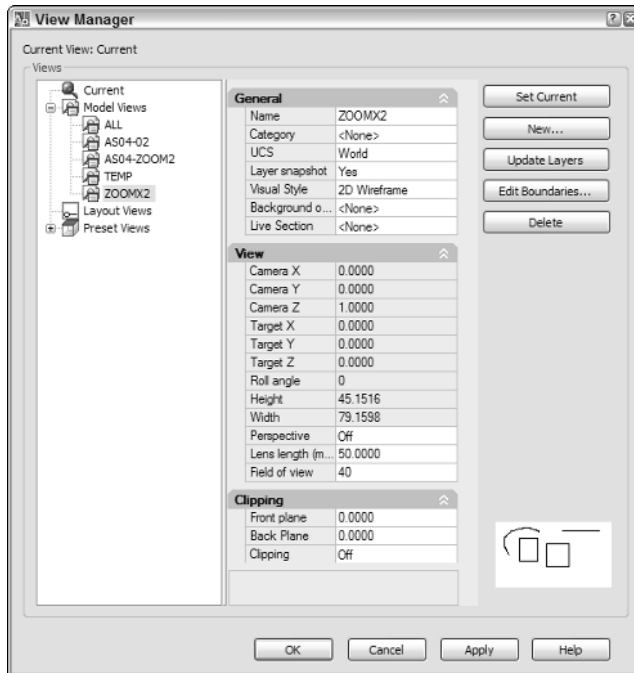 View Manager
Current View: Current
Views
Current
Model Views
ALL
AS04-02
AS04-ZOOM2
TEMP
ZOOMX2
Layout Views
Preset Views
General
Name ZOOMX2
Category <None>
UCS World
Layer snapshot Yes
Visual Style 2D Wireframe
Background o... <None>
Live Section <None>
View
Camera X 0.0000
Camera Y 0.0000
Camera Z 1.0000
Target X 0.0000
Target Y 0.0000
Target Z 0.0000
Roll angle 0
Height 45.1516
Width 79.1598
Perspective Off
Lens length (m... 50.0000
Field of view 40
Clipping
Front plane 0.0000
Back Plane 0.0000
Clipping Off
Set Current
New...
Update Layers
Edit Boundaries...
Delete
OK Cancel Apply Help